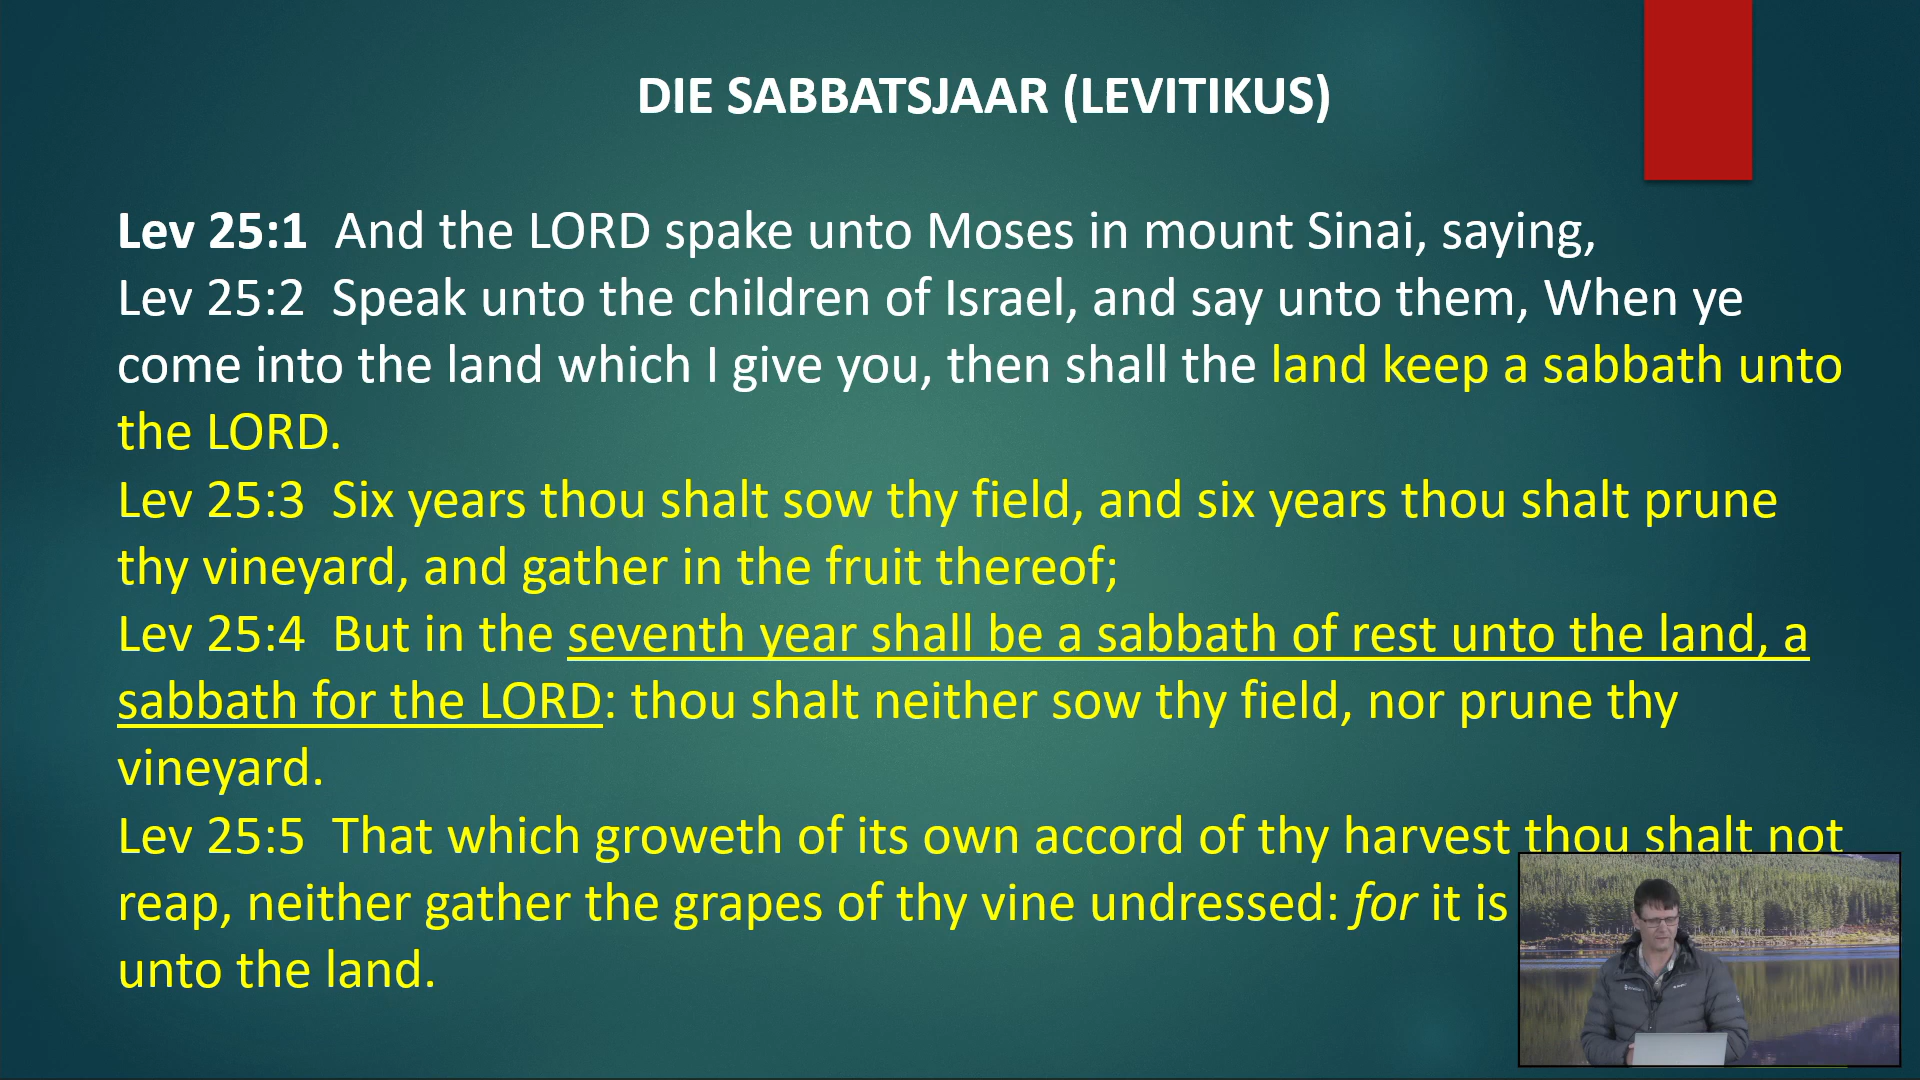 DIE SABBATSJAAR (LEVITIKUS)
Lev 25:1 And the LORD spake unto Moses in mount Sinai, saying,
Lev 25:2 Speak unto the children of Israel, and say unto them, When ye
come into the land which I give you, then shall the land keep a sabbath unto
the LORD.
Lev 25:3 Six years thou shalt sow thy field, and six years thou shalt prune
thy vineyard, and gather in the fruit thereof;
Lev 25:4 But in the seventh year shall be a sabbath of rest unto the land, a
sabbath for the LORD: thou shalt neither sow thy field, nor prune thy
vineyard.
Lev 25:5 That which groweth of its own accord of thy harvest thou shalt not
reap, neither gather the grapes of thy vine undressed: for it is
unto the land.